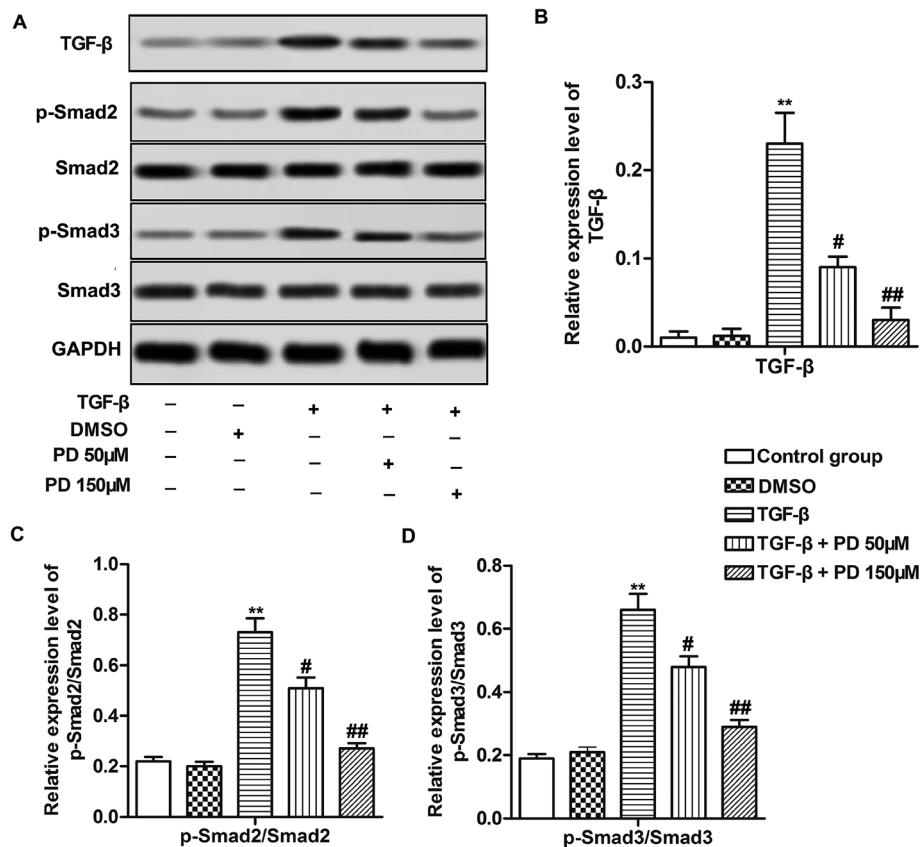 A
TGF-β
p-Smad2
Smad2
p-Smad3
Smad3
GAPDH
TGF-β – – + + +
DMSO – + – – –
PD 50μM – – – + –
PD 150μM – – – – +
B
Relative expression level of
TGF-β
0.3
0.2
0.1
0.0
**
#
##
TGF-β
Control group
DMSO
TGF-β
TGF-β + PD 50μM
TGF-β + PD 150μM
C
Relative expression level of
p-Smad2/Smad2
1.0
0.8
0.6
0.4
0.2
0.0
**
#
##
p-Smad2/Smad2
D
Relative expression level of
p-Smad3/Smad3
0.8
0.6
0.4
0.2
0.0
**
#
##
p-Smad3/Smad3